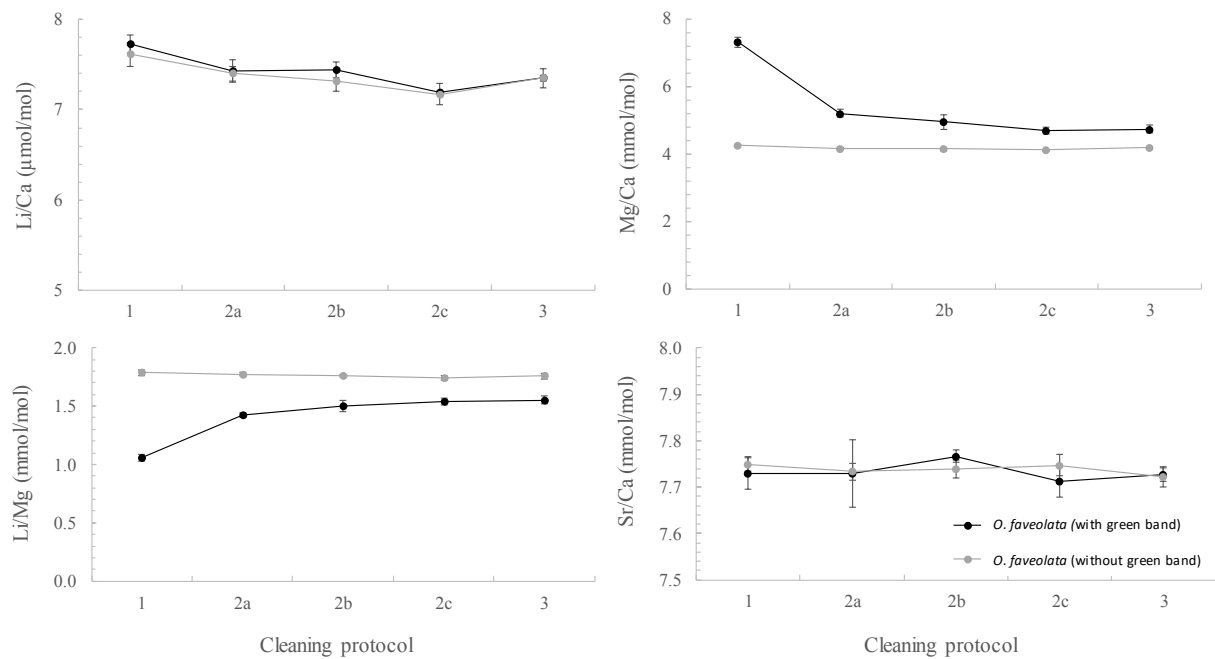 8
7
6
5
Li/Ca (µmol/mol)
1 2a 2b 2c 3
8
6
4
2
0
Mg/Ca (mmol/mol)
1 2a 2b 2c 3
2.0
1.5
1.0
0.5
0.0
Li/Mg (mmol/mol)
1 2a 2b 2c 3
Cleaning protocol
8.0
7.9
7.8
7.7
7.6
7.5
Sr/Ca (mmol/mol)
O. faveolata (with green band)
O. faveolata (without green band)
1 2a 2b 2c 3
Cleaning protocol